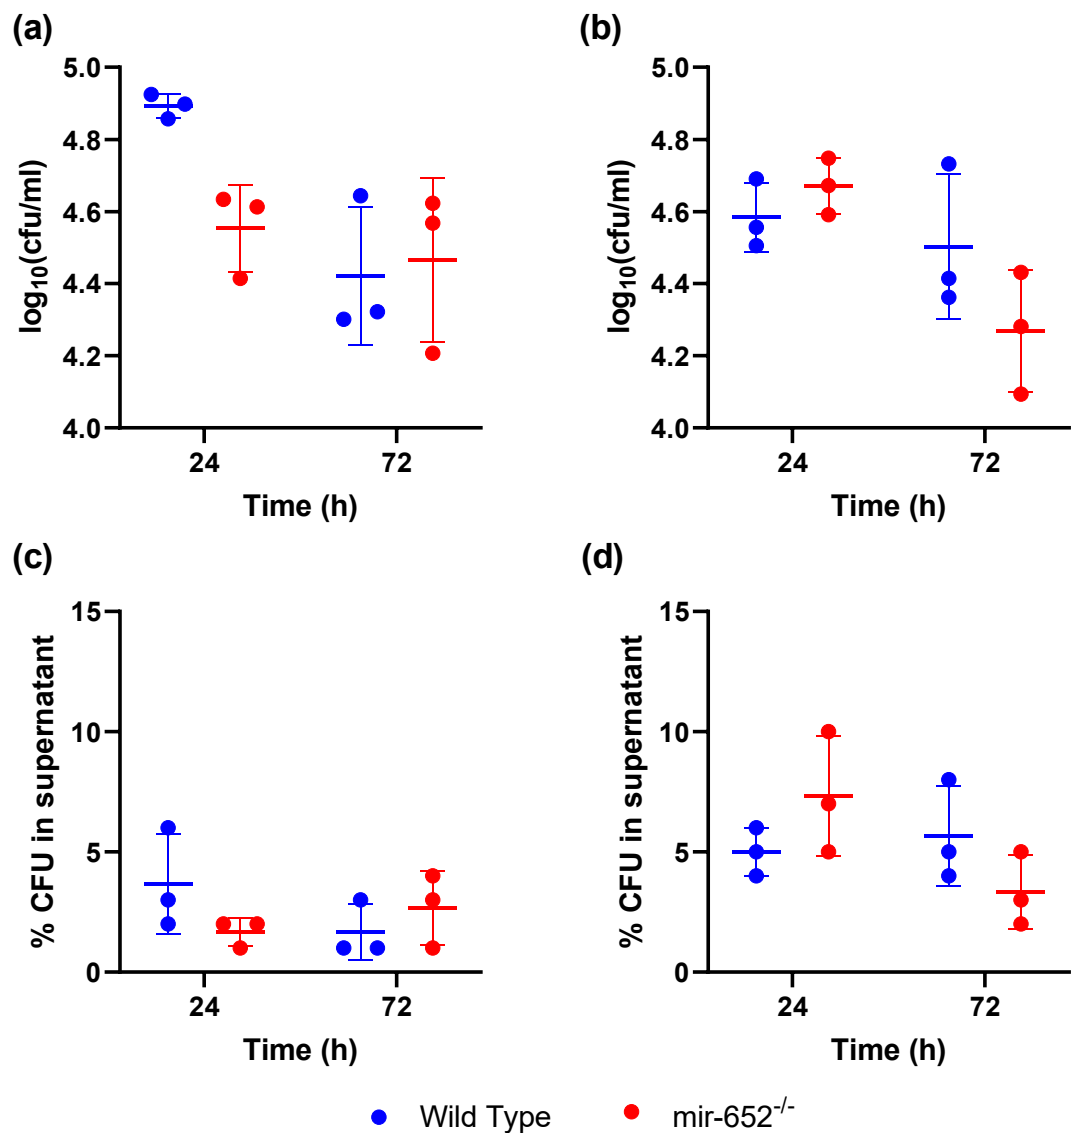 (a)
(b)
5.0
4.8
4.6
4.4
4.2
4.0
log₁₀(cfu/ml)
24
72
Time (h)
5.0
4.8
4.6
4.4
4.2
4.0
log₁₀(cfu/ml)
24
72
Time (h)
(c)
(d)
15
10
5
0
% CFU in supernatant
24
72
Time (h)
15
10
5
0
% CFU in supernatant
24
72
Time (h)
Wild Type
mir-652⁻/⁻